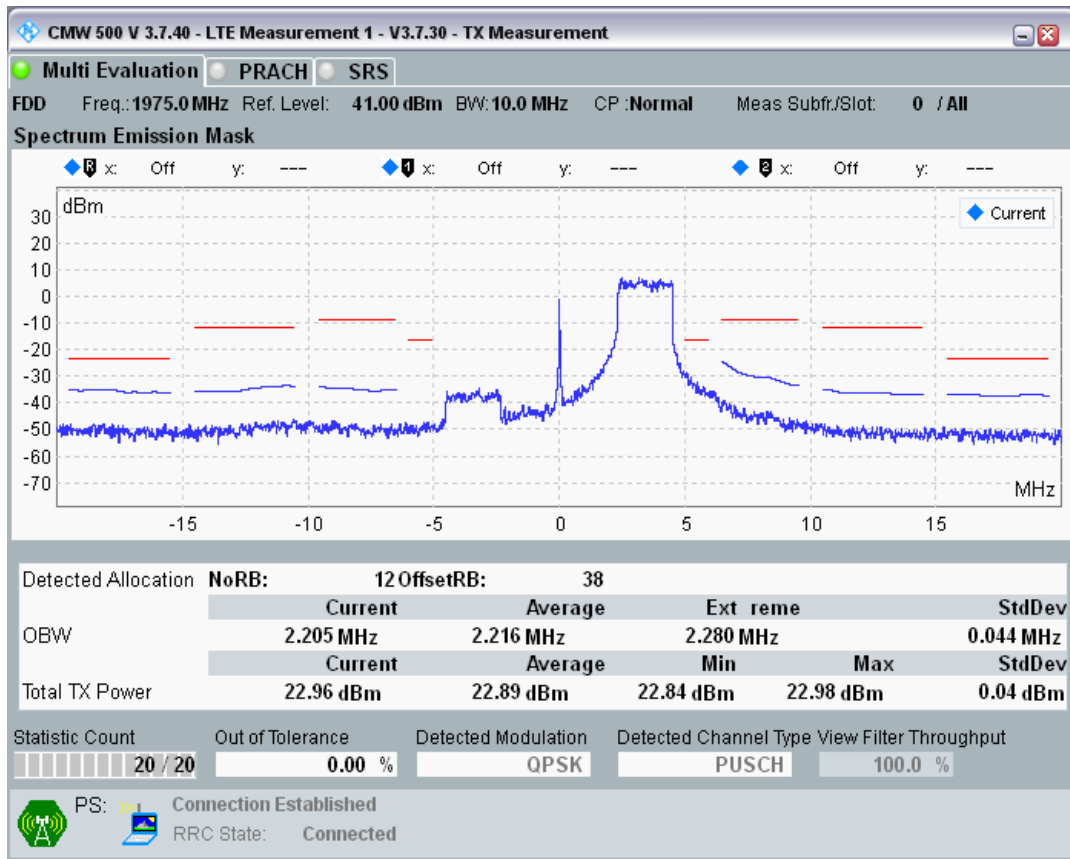 CMW 500 V 3.7.40 - LTE Measurement 1 - V3.7.30 - TX Measurement
Multi Evaluation PRACH SRS
FDD Freq.: 1975.0 MHz Ref. Level: 41.00 dBm BW: 10.0 MHz CP :Normal Meas Subfr./Slot: 0 / All
Spectrum Emission Mask
R x: Off y: --- 1 x: Off y: --- 2 x: Off y: ---
dBm
Current
30
20
10
0
-10
-20
-30
-40
-50
-60
-70
MHz
-15 -10 -5 0 5 10 15
Detected Allocation NoRB: 12 OffsetRB: 38
Current Average Ext reme StdDev
OBW 2.205 MHz 2.216 MHz 2.280 MHz 0.044 MHz
Current Average Min Max StdDev
Total TX Power 22.96 dBm 22.89 dBm 22.84 dBm 22.98 dBm 0.04 dBm
Statistic Count Out of Tolerance Detected Modulation Detected Channel Type View Filter Throughput
20 / 20 0.00 % QPSK PUSCH 100.0 %
PS: Connection Established
RRC State: Connected